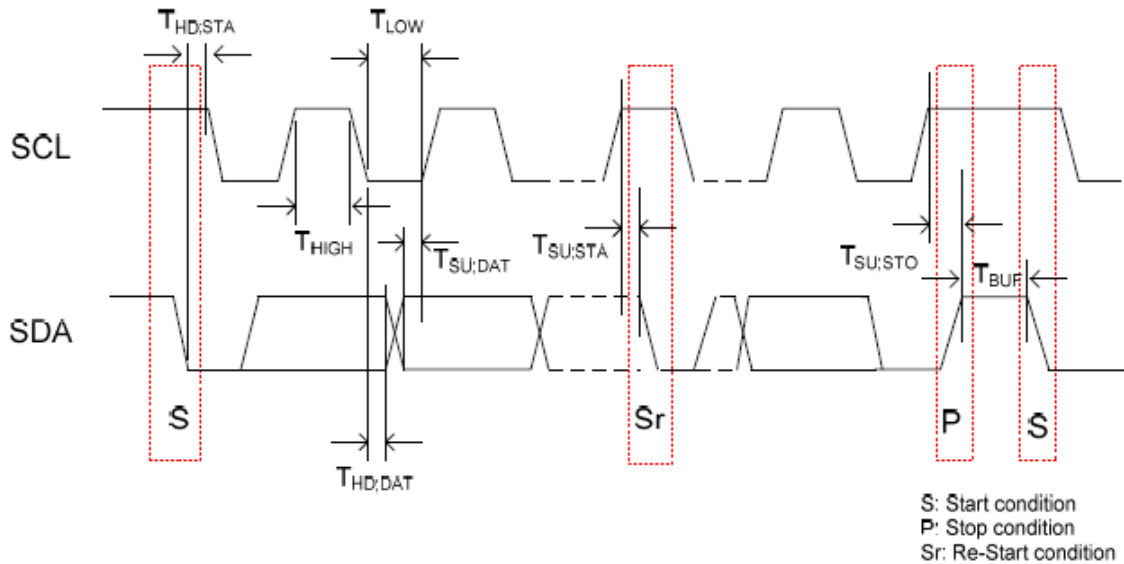 THD;STA
TLOW
SCL
THIGH
TSU;DAT
TSU;STA
TSU;STO
TBUF
SDA
S
Sr
P
S
THD;DAT
S: Start condition
P: Stop condition
Sr: Re-Start condition